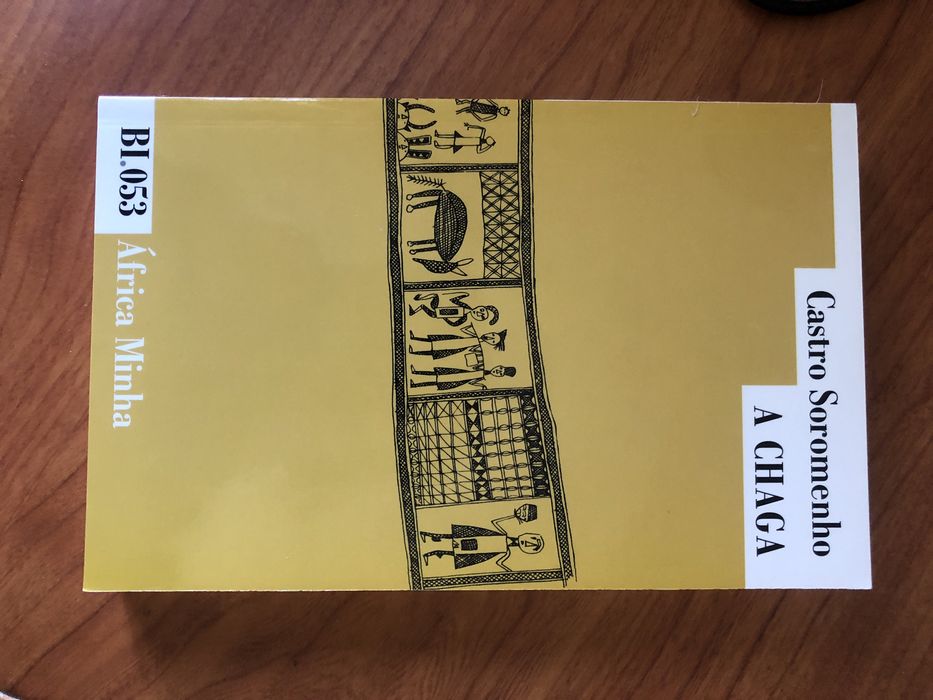 Castro Soromenho
A CHAGA
BI.053
África Minha